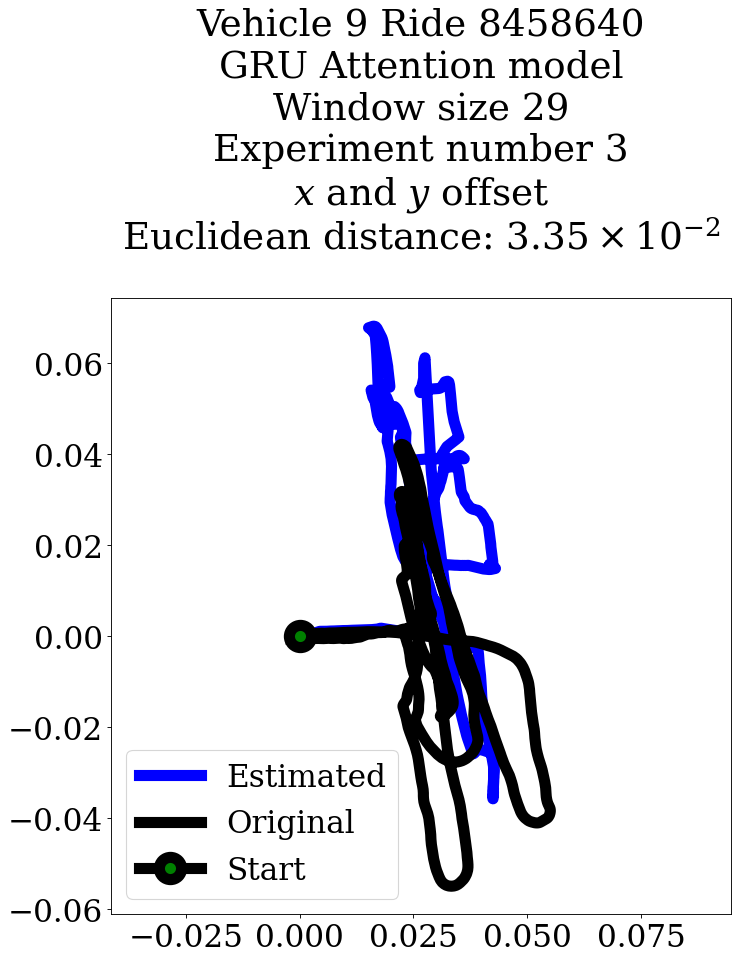 Vehicle 9 Ride 8458640
GRU Attention model
Window size 29
Experiment number 3
x and y offset
Euclidean distance: 3.35 × 10⁻²
0.06
0.04
0.02
0.00
−0.02
−0.04
−0.06
Estimated
Original
Start
−0.025 0.000 0.025 0.050 0.075